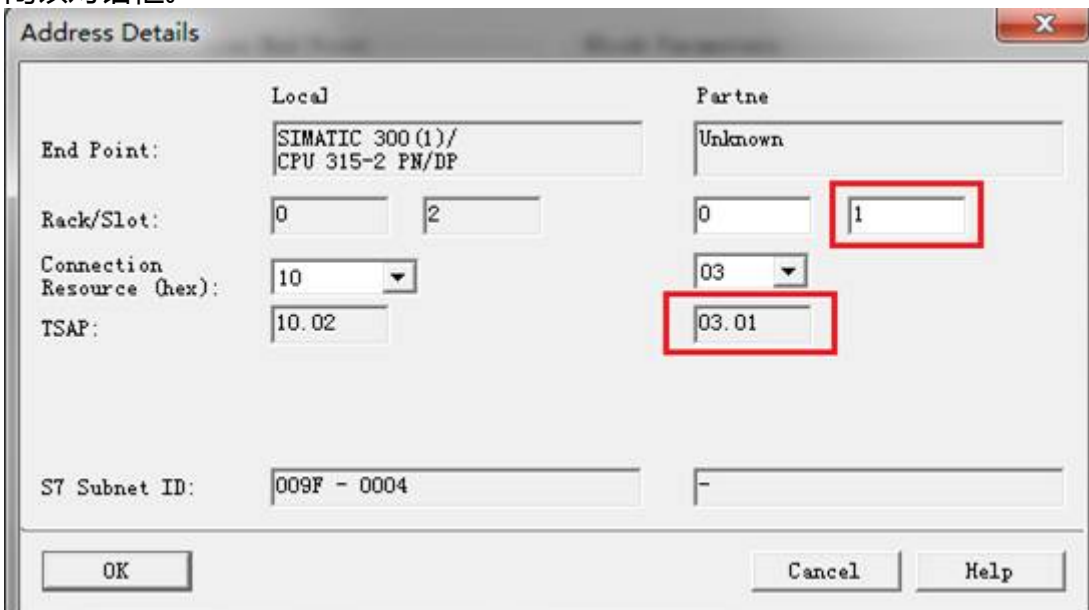 Address Details
Local Partne
End Point: SIMATIC 300(1)/ Unknown
CPU 315-2 PN/DP
Rack/Slot: 0 2 0 1
Connection
Resource (hex): 10 03
TSAP: 10.02 03.01
S7 Subnet ID: 009F - 0004 -
OK Cancel Help